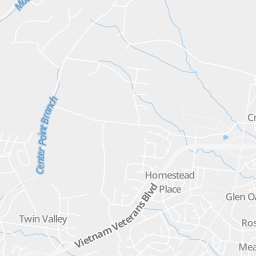 Center Point Branch
Cr
Homestead
Place
Glen Oa
Vietnam Veterans Blvd
Twin Valley
Ros
Mea